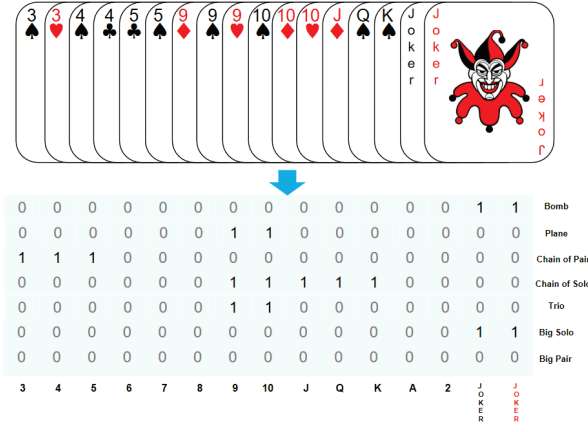 3 3 4 4 5 5 9 9 9 10 10 10 J Q K Joker Joker
Joker
0 0 0 0 0 0 0 0 0 0 0 0 0 1 1 Bomb
0 0 0 0 0 0 1 1 0 0 0 0 0 0 0 Plane
1 1 1 0 0 0 0 0 0 0 0 0 0 0 0 Chain of Pair
0 0 0 0 0 0 1 1 1 1 1 0 0 0 0 Chain of Solo
0 0 0 0 0 0 1 1 0 0 0 0 0 0 0 Trio
0 0 0 0 0 0 0 0 0 0 0 0 0 1 1 Big Solo
0 0 0 0 0 0 0 0 0 0 0 0 0 0 0 Big Pair
3 4 5 6 7 8 9 10 J Q K A 2 JOKER JOKER